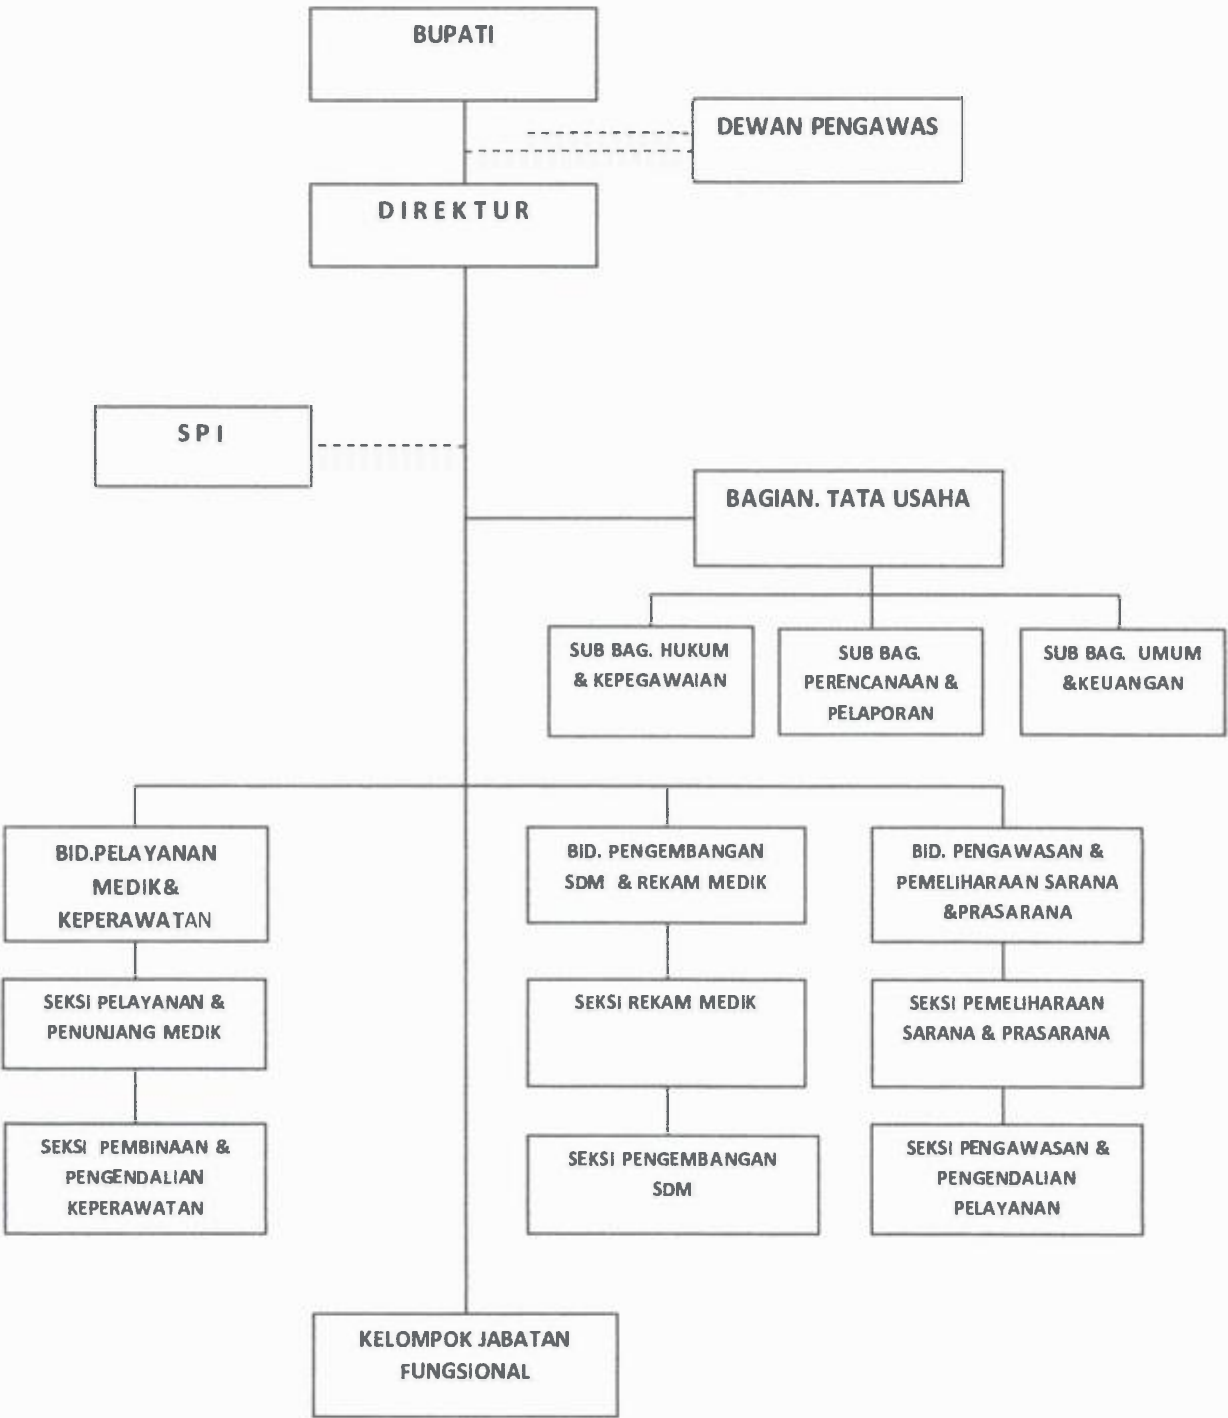 BUPATI
DEWAN PENGAWAS
DIREKTUR
SPI
BAGIAN. TATA USAHA
SUB BAG. HUKUM
& KEPEGAWAIAN
SUB BAG.
PERENCANAAN &
PELAPORAN
SUB BAG. UMUM
&KEUANGAN
BID.PELAYANAN
MEDIK&
KEPERAWATAN
BID. PENGEMBANGAN
SDM & REKAM MEDIK
BID. PENGAWASAN &
PEMELIHARAAN SARANA
&PRASARANA
SEKSI PELAYANAN &
PENUNJANG MEDIK
SEKSI REKAM MEDIK
SEKSI PEMELIHARAAN
SARANA & PRASARANA
SEKSI PEMBINAAN &
PENGENDALIAN
KEPERAWATAN
SEKSI PENGEMBANGAN
SDM
SEKSI PENGAWASAN &
PENGENDALIAN
PELAYANAN
KELOMPOK JABATAN
FUNGSIONAL